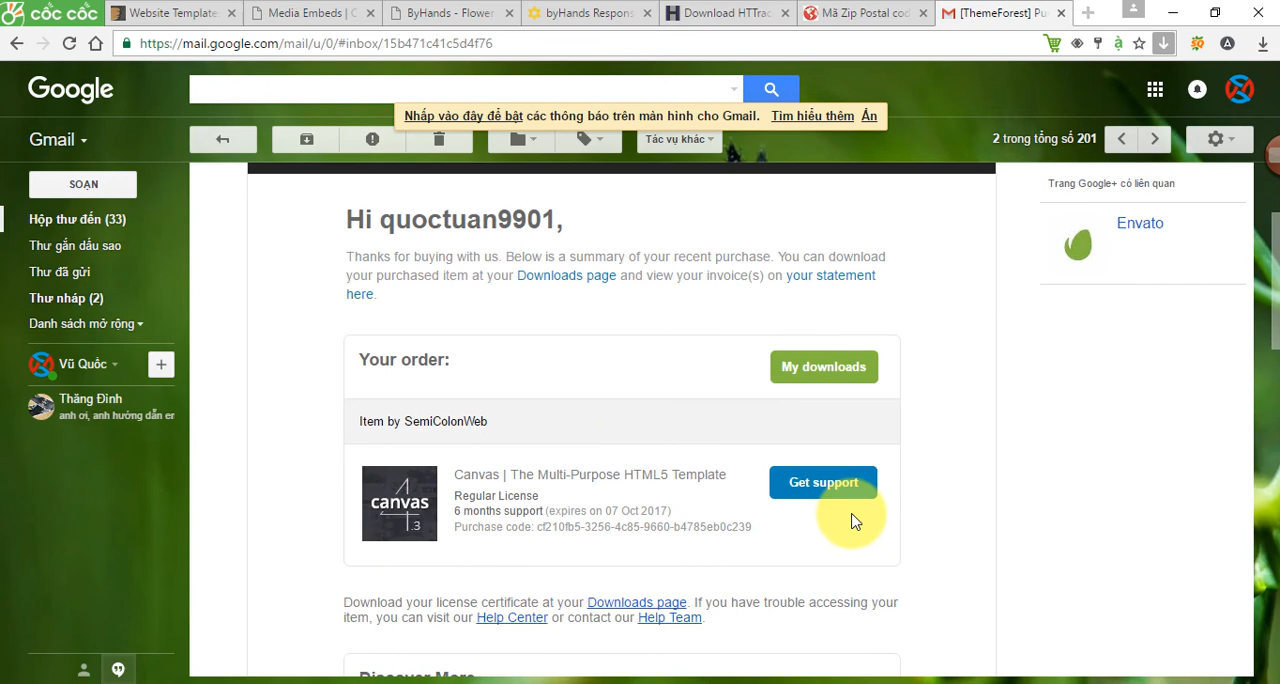 cốc cốc
Website Template
Media Embeds | C
ByHands - Flower
byHands Respons
Download HTTrac
Mã Zip Postal cod
[ThemeForest] Pu
https://mail.google.com/mail/u/0/#inbox/15b471c41c5d4f76
Google
Nhấp vào đây để bật các thông báo trên màn hình cho Gmail. Tìm hiểu thêm Ẩn
Gmail
Tác vụ khác
2 trong tổng số 201
SOẠN
Hộp thư đến (33)
Thư gắn dấu sao
Thư đã gửi
Thư nháp (2)
Danh sách mở rộng
Vũ Quốc
Thăng Đinh
anh ơi, anh hướng dẫn er
Trang Google+ có liên quan
Envato
Hi quoctuan9901,
Thanks for buying with us. Below is a summary of your recent purchase. You can download
your purchased item at your Downloads page and view your invoice(s) on your statement
here.
Your order:
My downloads
Item by SemiColonWeb
4
canvas
.3
Canvas | The Multi-Purpose HTML5 Template
Regular License
6 months support (expires on 07 Oct 2017)
Purchase code: cf210fb5-3256-4c85-9660-b4785eb0c239
Get support
Download your license certificate at your Downloads page. If you have trouble accessing your
item, you can visit our Help Center or contact our Help Team.
Discover More